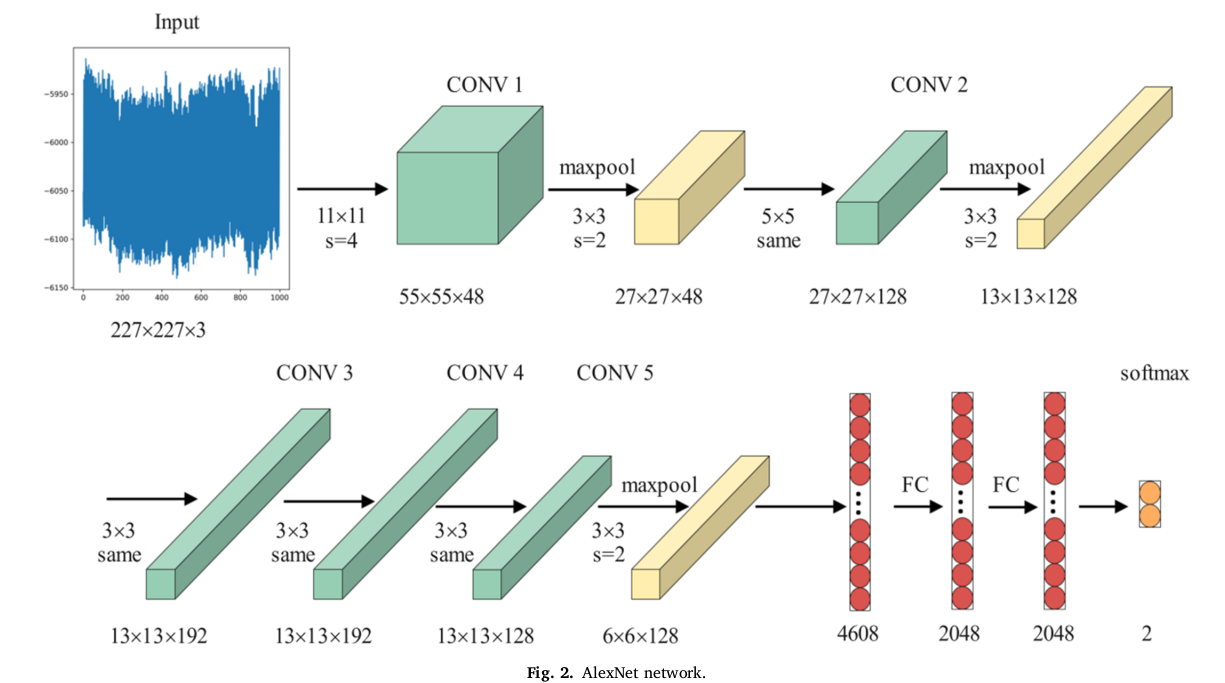 Input
−5950
−6000
−6050
−6100
−6150
0 200 400 600 800 1000
227×227×3
11×11
s=4
CONV 1
55×55×48
maxpool
3×3
s=2
27×27×48
5×5
same
CONV 2
27×27×128
maxpool
3×3
s=2
13×13×128
3×3
same
CONV 3
13×13×192
3×3
same
CONV 4
13×13×192
3×3
same
CONV 5
13×13×128
maxpool
3×3
s=2
6×6×128
4608
FC
2048
FC
2048
softmax
2
Fig. 2. AlexNet network.